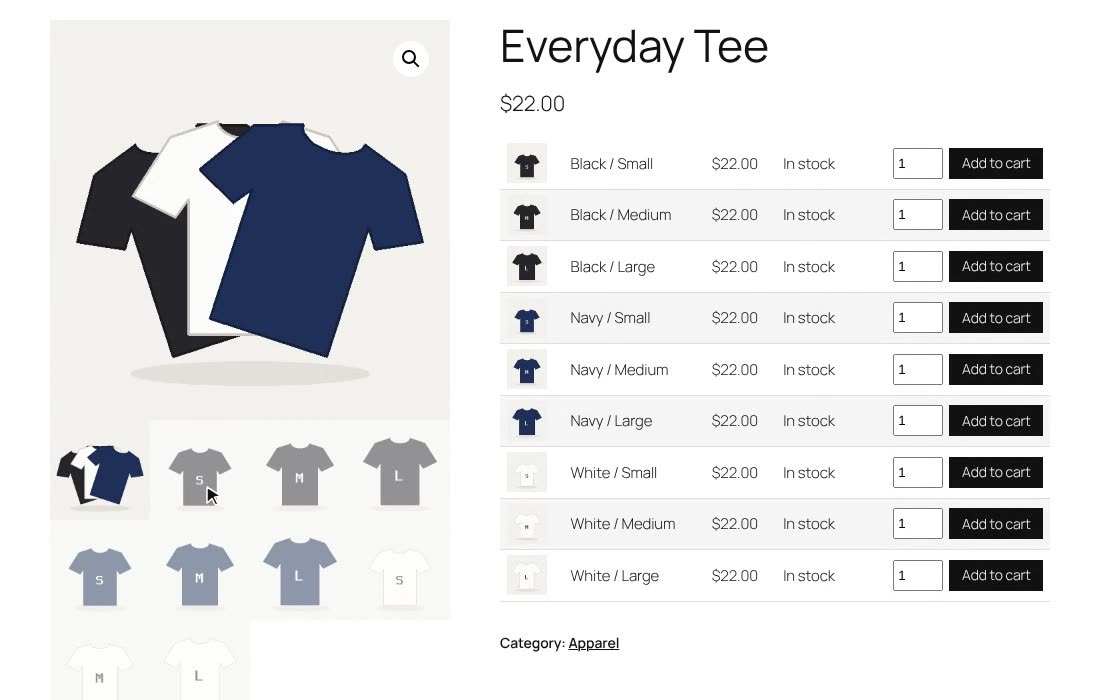 Everyday Tee
$22.00
S Black / Small $22.00 In stock 1 Add to cart
M Black / Medium $22.00 In stock 1 Add to cart
L Black / Large $22.00 In stock 1 Add to cart
S Navy / Small $22.00 In stock 1 Add to cart
M Navy / Medium $22.00 In stock 1 Add to cart
L Navy / Large $22.00 In stock 1 Add to cart
S White / Small $22.00 In stock 1 Add to cart
M White / Medium $22.00 In stock 1 Add to cart
L White / Large $22.00 In stock 1 Add to cart
Category: Apparel
S M L
S M L S
M L